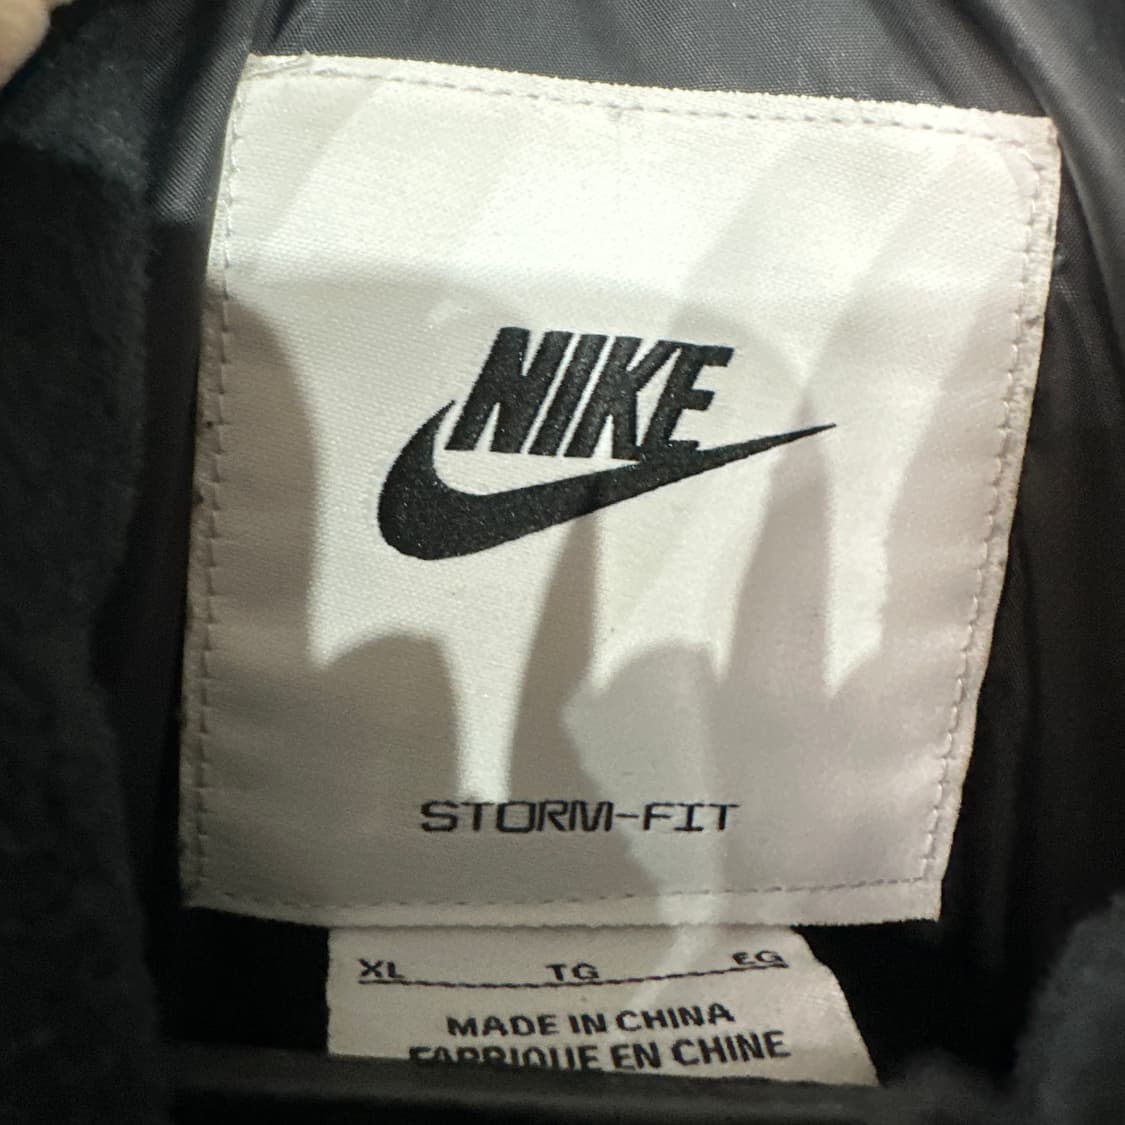 NIKE
STORM-FIT
XL TG EG
MADE IN CHINA
FABRIQUE EN CHINE